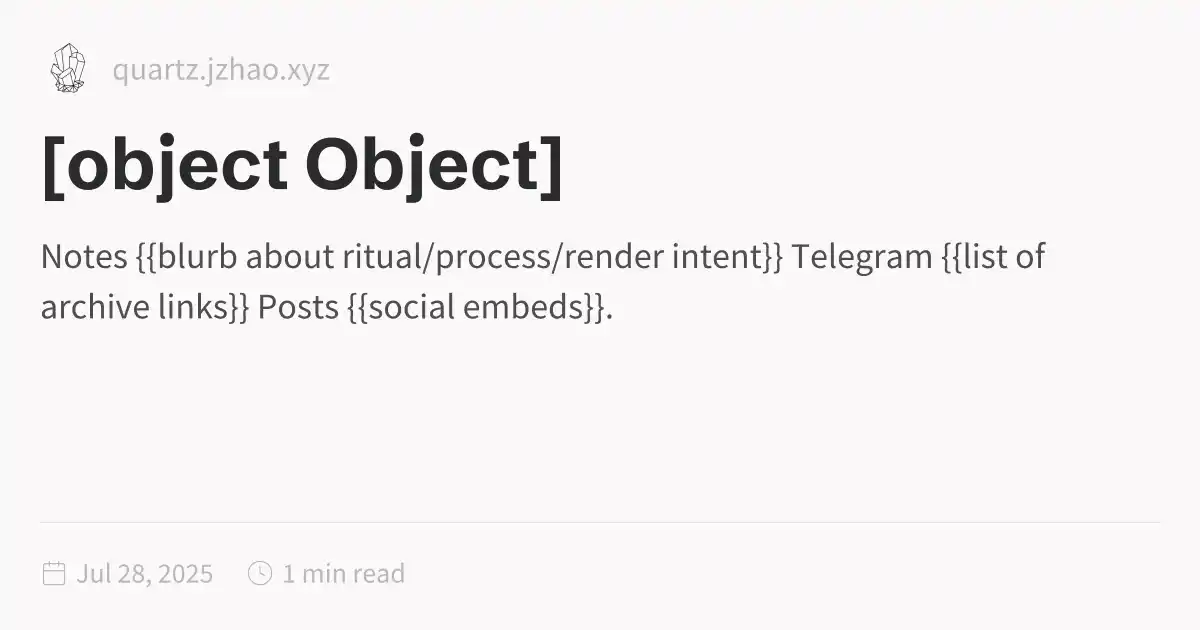 quartz.jzhao.xyz
[object Object]
Notes {{blurb about ritual/process/render intent}} Telegram {{list of
archive links}} Posts {{social embeds}}.
Jul 28, 2025 1 min read